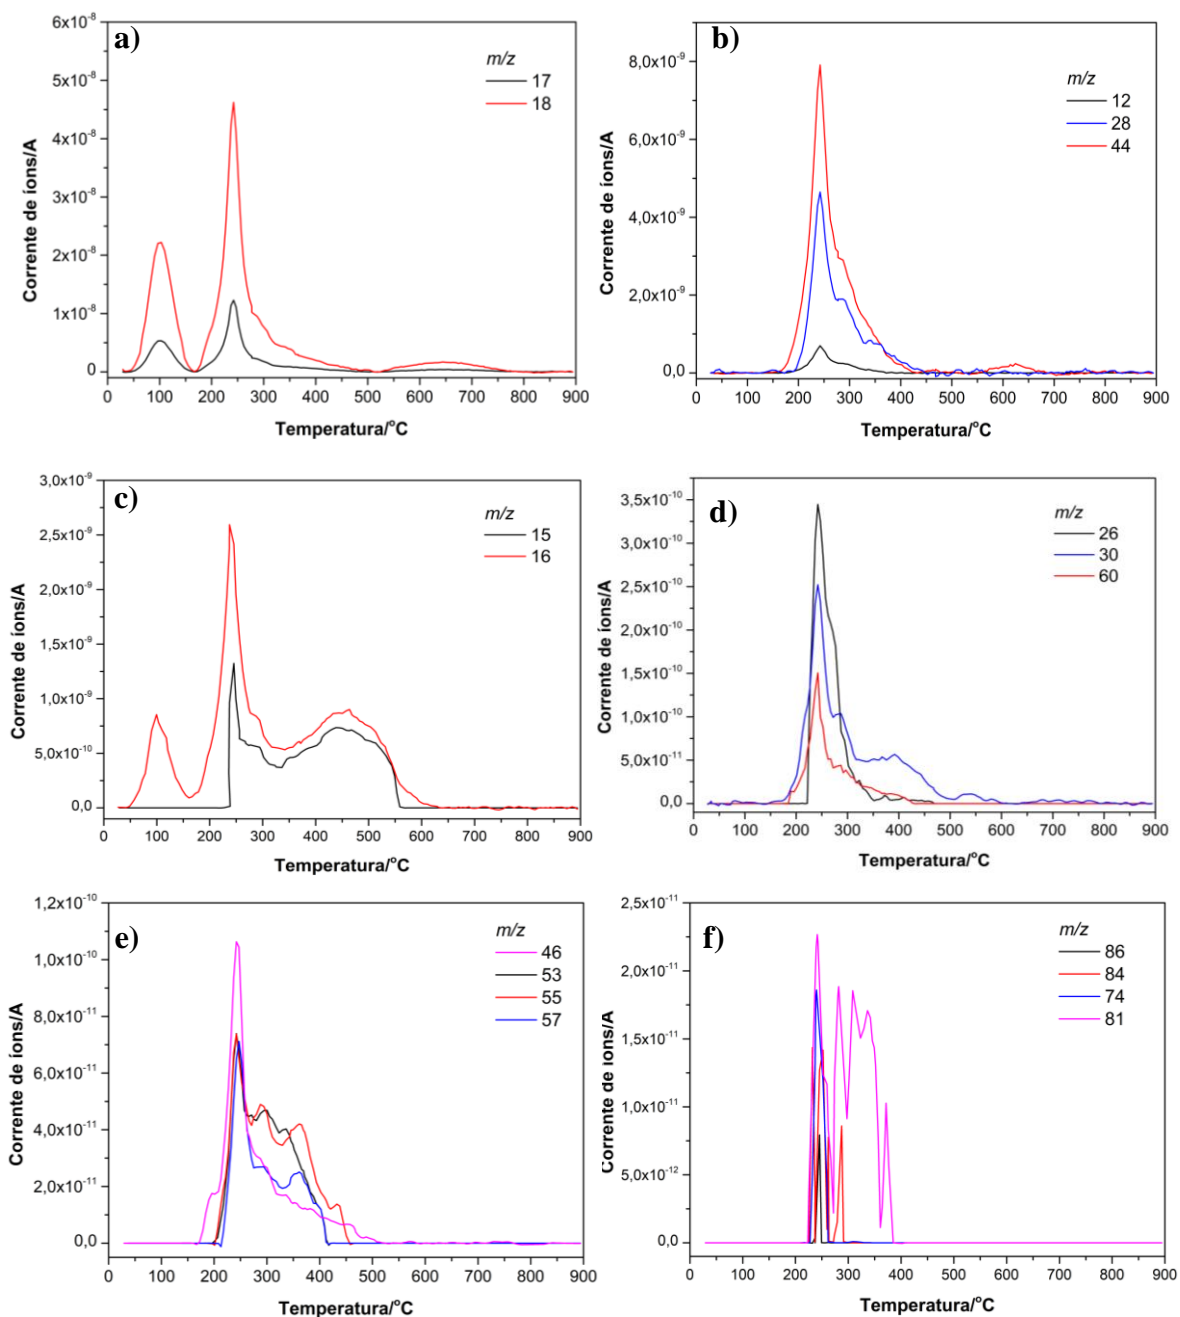 a)
6x10⁻⁸
5x10⁻⁸
4x10⁻⁸
3x10⁻⁸
2x10⁻⁸
1x10⁻⁸
0
Corrente de íons/A
m/z
17
18
0 100 200 300 400 500 600 700 800 900
Temperatura/°C
b)
8,0x10⁻⁹
6,0x10⁻⁹
4,0x10⁻⁹
2,0x10⁻⁹
0,0
Corrente de íons/A
m/z
12
28
44
0 100 200 300 400 500 600 700 800 900
Temperatura/°C
c)
3,0x10⁻⁹
2,5x10⁻⁹
2,0x10⁻⁹
1,5x10⁻⁹
1,0x10⁻⁹
5,0x10⁻¹⁰
0,0
Corrente de íons/A
m/z
15
16
0 100 200 300 400 500 600 700 800 900
Temperatura/°C
d)
3,5x10⁻¹⁰
3,0x10⁻¹⁰
2,5x10⁻¹⁰
2,0x10⁻¹⁰
1,5x10⁻¹⁰
1,0x10⁻¹⁰
5,0x10⁻¹¹
0,0
Corrente de íons/A
m/z
26
30
60
0 100 200 300 400 500 600 700 800 900
Temperatura/°C
e)
1,2x10⁻¹⁰
1,0x10⁻¹⁰
8,0x10⁻¹¹
6,0x10⁻¹¹
4,0x10⁻¹¹
2,0x10⁻¹¹
0,0
Corrente de íons/A
m/z
46
53
55
57
0 100 200 300 400 500 600 700 800 900
Temperatura/°C
f)
2,5x10⁻¹¹
2,0x10⁻¹¹
1,5x10⁻¹¹
1,0x10⁻¹¹
5,0x10⁻¹²
0,0
Corrente de íons/A
m/z
86
84
74
81
0 100 200 300 400 500 600 700 800 900
Temperatura/°C